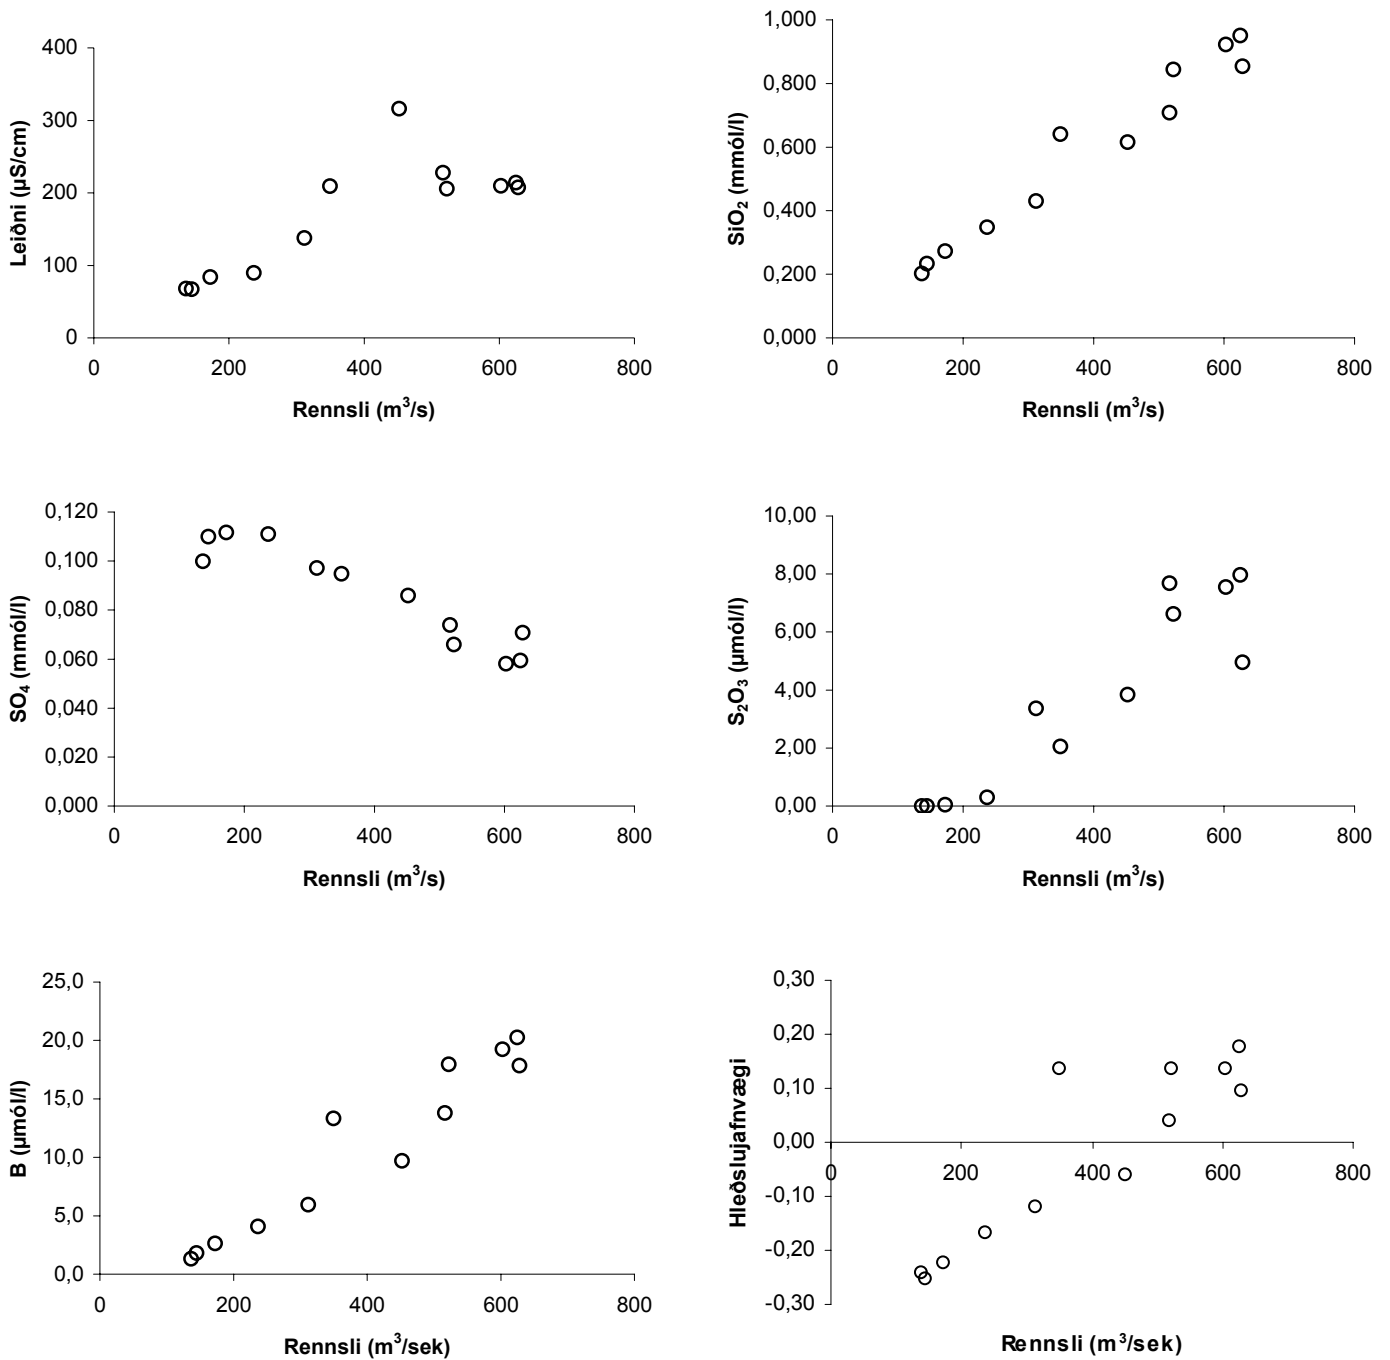 400
300
200
100
0
Leiðni (µS/cm)
0 200 400 600 800
Rennsli (m³/s)
1,000
0,800
0,600
0,400
0,200
0,000
SiO₂ (mmól/l)
0 200 400 600 800
Rennsli (m³/s)
0,120
0,100
0,080
0,060
0,040
0,020
0,000
SO₄ (mmól/l)
0 200 400 600 800
Rennsli (m³/s)
10,00
8,00
6,00
4,00
2,00
0,00
S₂O₃ (µmól/l)
0 200 400 600 800
Rennsli (m³/s)
25,0
20,0
15,0
10,0
5,0
0,0
B (µmól/l)
0 200 400 600 800
Rennsli (m³/sek)
0,30
0,20
0,10
0,00
-0,10
-0,20
-0,30
Hleðslujafnvægi
0 200 400 600 800
Rennsli (m³/sek)